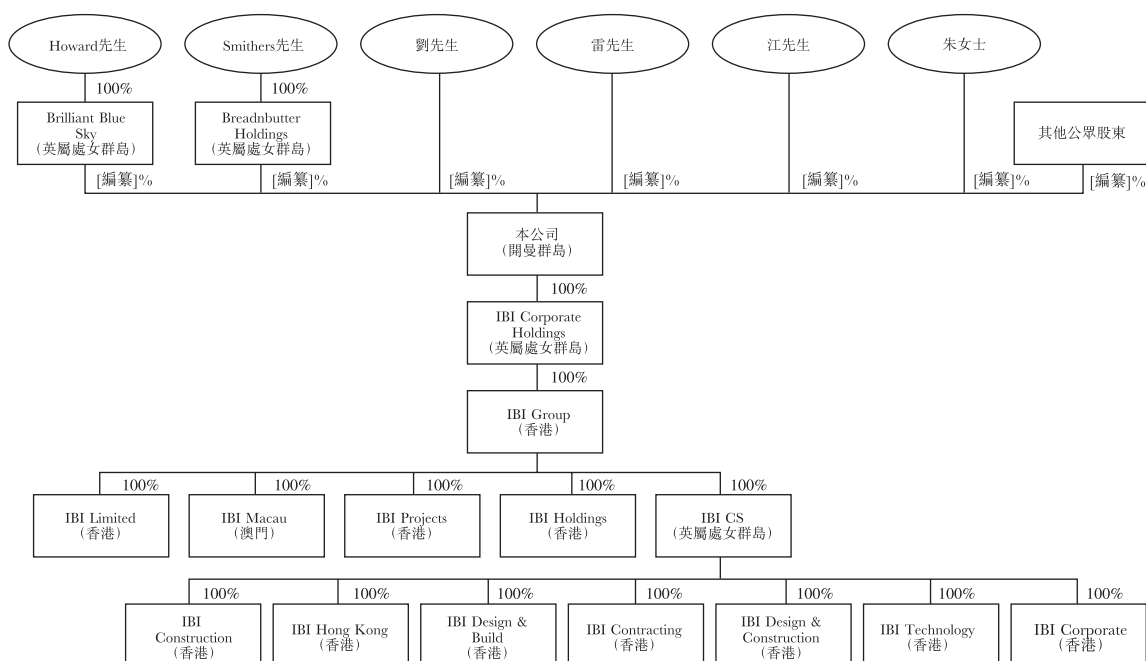 Howard先生
Smithers先生
劉先生
雷先生
江先生
朱女士
100%
100%
Brilliant Blue
Sky
(英屬處女群島)
Breadnbutter
Holdings
(英屬處女群島)
其他公眾股東
[編纂]%
[編纂]%
[編纂]%
[編纂]%
[編纂]%
[編纂]%
[編纂]%
本公司
(開曼群島)
100%
IBI Corporate
Holdings
(英屬處女群島)
100%
IBI Group
(香港)
100%
100%
100%
100%
100%
IBI Limited
(香港)
IBI Macau
(澳門)
IBI Projects
(香港)
IBI Holdings
(香港)
IBI CS
(英屬處女群島)
100%
100%
100%
100%
100%
100%
100%
IBI
Construction
(香港)
IBI Hong Kong
(香港)
IBI Design &
Build
(香港)
IBI Contracting
(香港)
IBI Design &
Construction
(香港)
IBI Technology
(香港)
IBI Corporate
(香港)